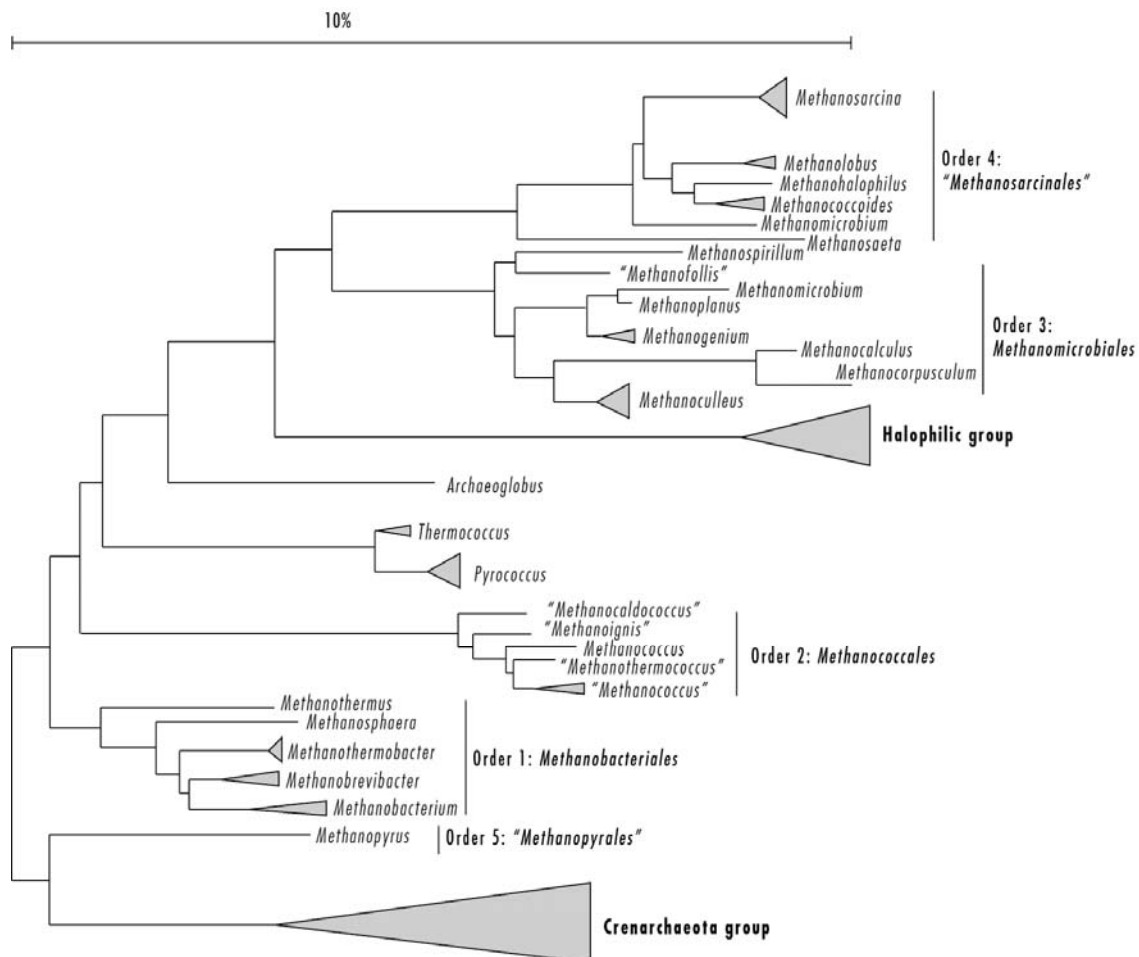 10%
Methanosarcina
Order 4:
"Methanosarcinales"
Methanolobus
Methanohalophilus
Methanococcoides
Methanomicrobium
Methanosaeta
Methanospirillum
"Methanofollis"
Methanomicrobium
Methanoplanus
Order 3:
Methanomicrobiales
Methanogenium
Methanocalculus
Methanocorpusculum
Methanoculleus
Halophilic group
Archaeoglobus
Thermococcus
Pyrococcus
"Methanocaldococcus"
"Methanoignis"
Methanococcus
Order 2: Methanococcales
"Methanothermococcus"
"Methanococcus"
Methanothermus
Methanosphaera
Methanothermobacter
Order 1: Methanobacteriales
Methanobrevibacter
Methanobacterium
Methanopyrus
Order 5: "Methanopyrales"
Crenarchaeota group